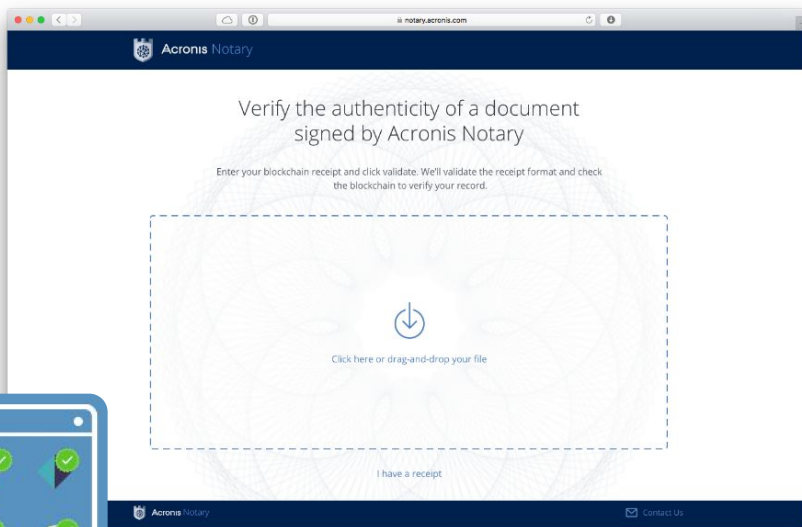 notary.acronis.com
Acronis Notary
Verify the authenticity of a document
signed by Acronis Notary
Enter your blockchain receipt and click validate. We'll validate the receipt format and check
the blockchain to verify your record.
Click here or drag-and-drop your file
I have a receipt
Acronis Notary
Contact Us